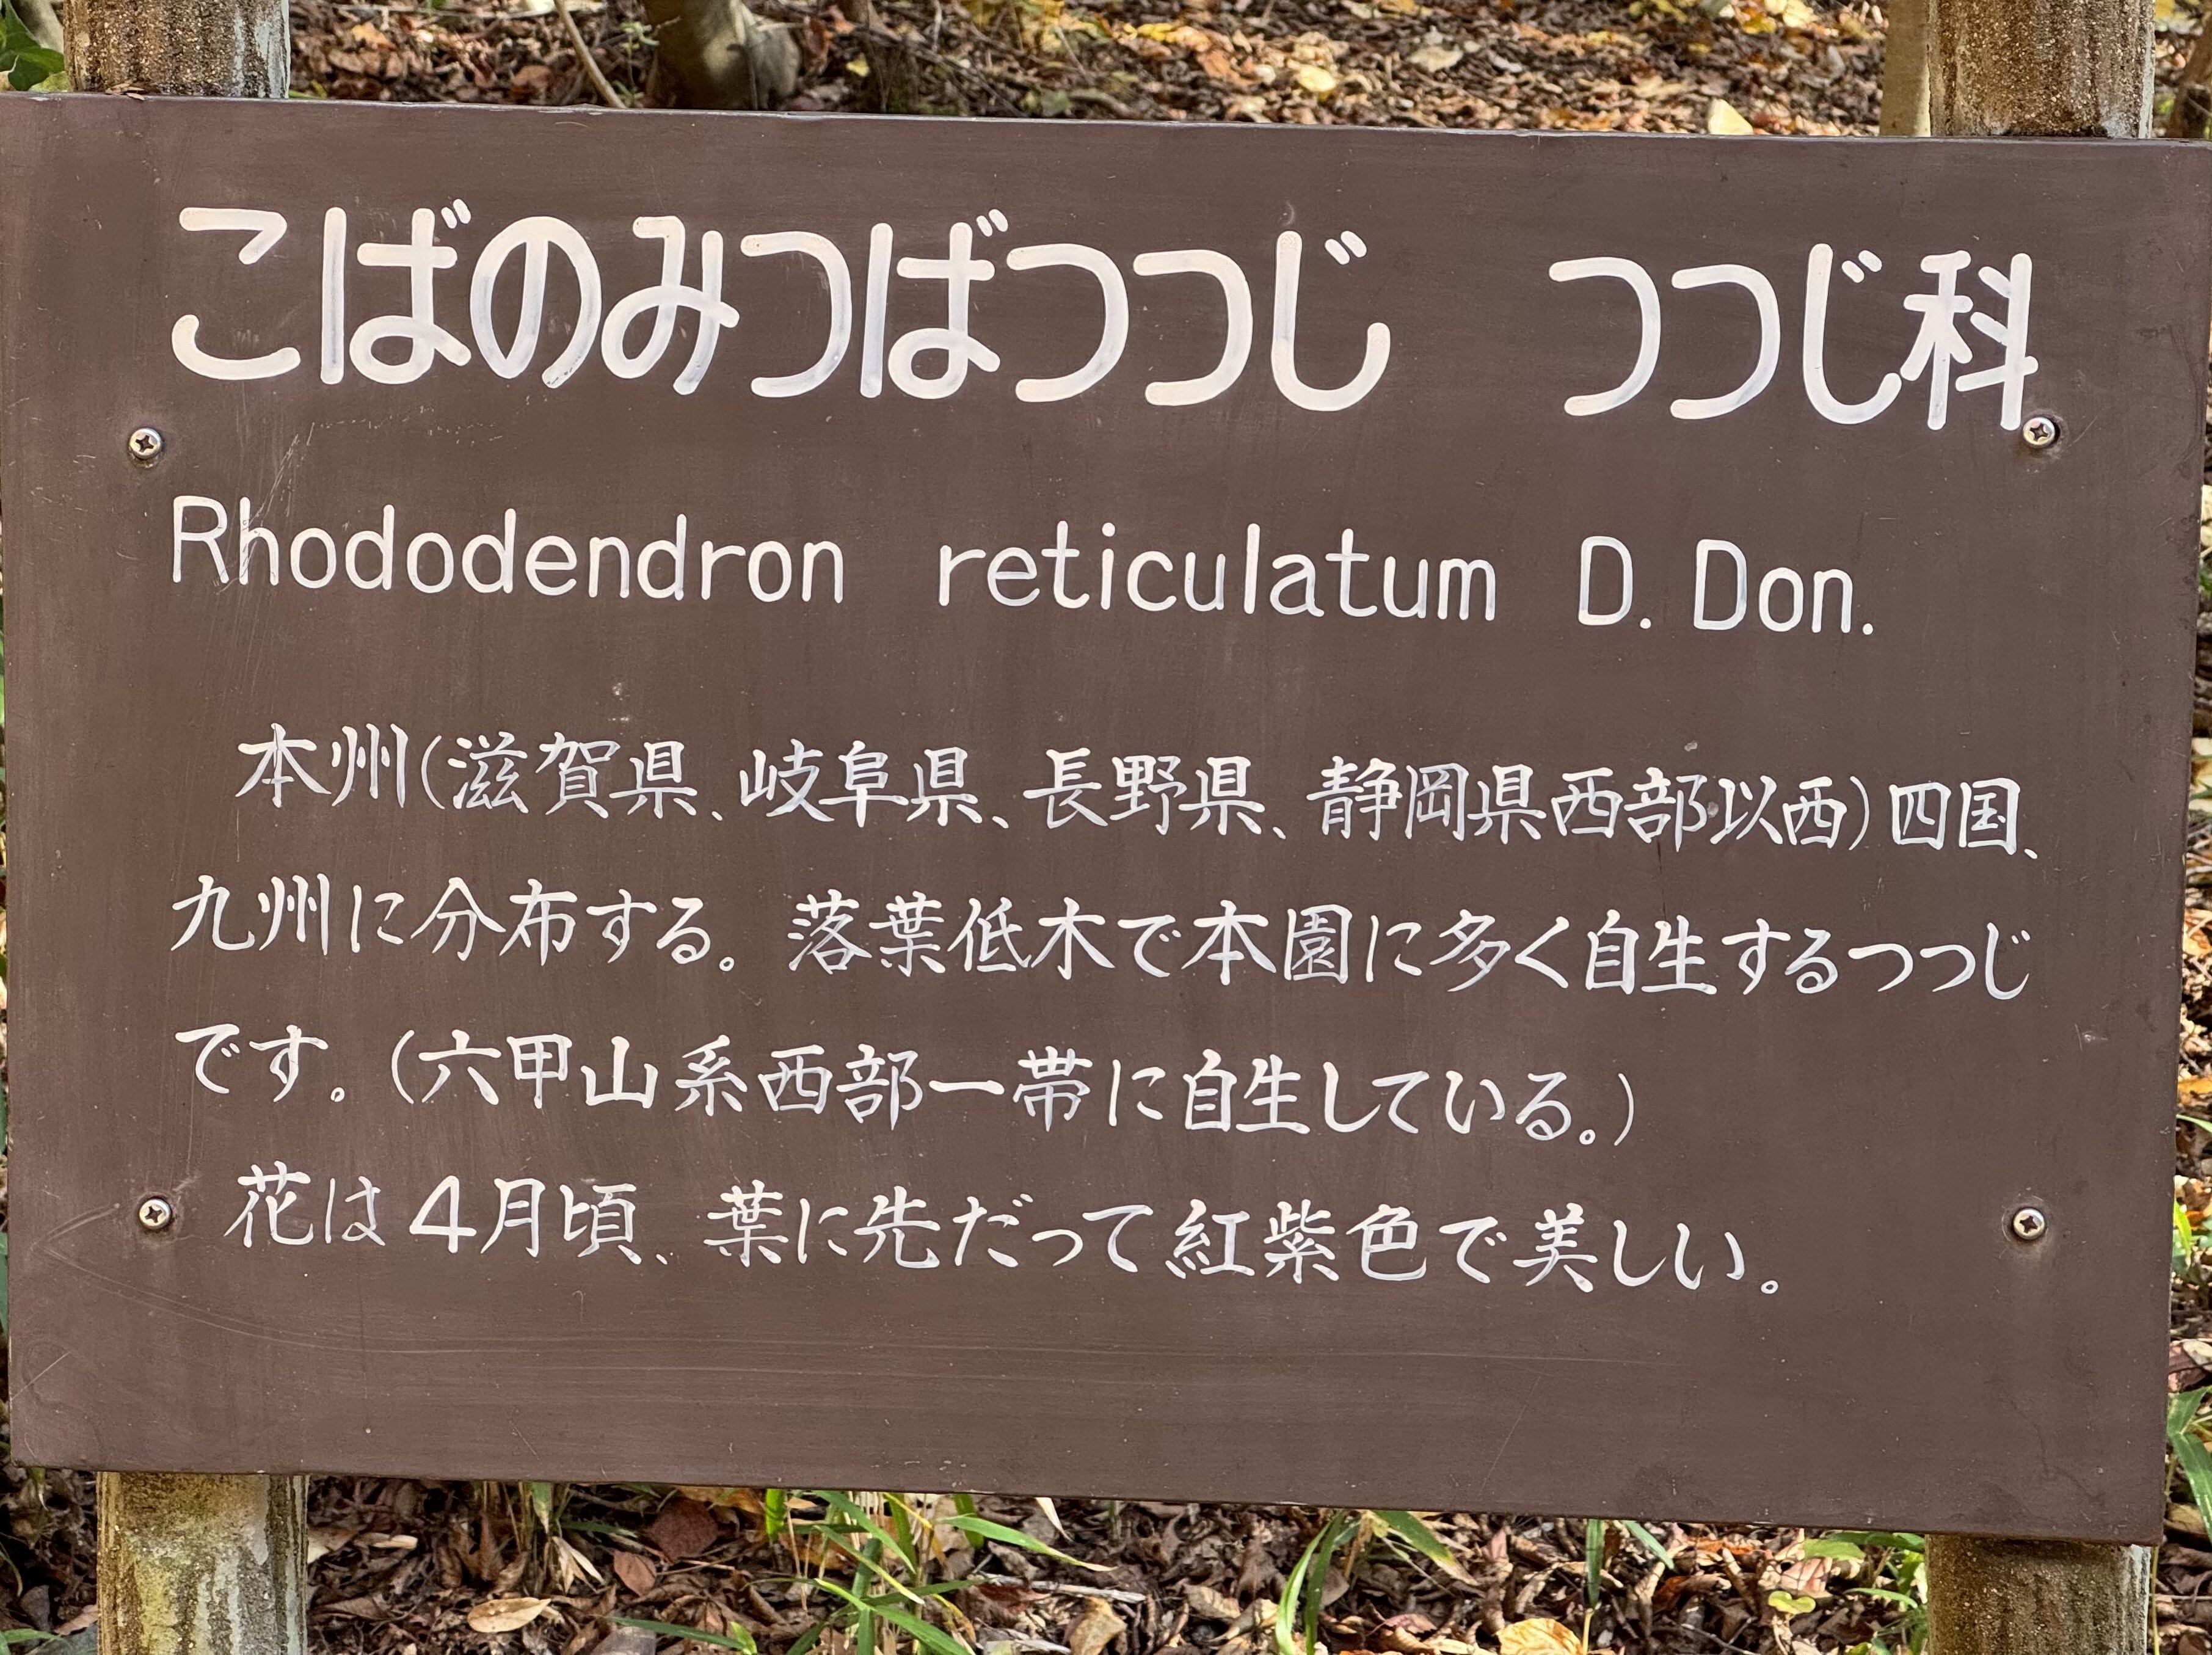 こばのみつばつつじ　つつじ科
Rhododendron reticulatum D. Don.
本州(滋賀県、岐阜県、長野県、静岡県西部以西)四国、
九州に分布する。落葉低木で本園に多く自生するつつじ
です。(六甲山系西部一帯に自生している。)
花は4月頃、葉に先だって紅紫色で美しい。